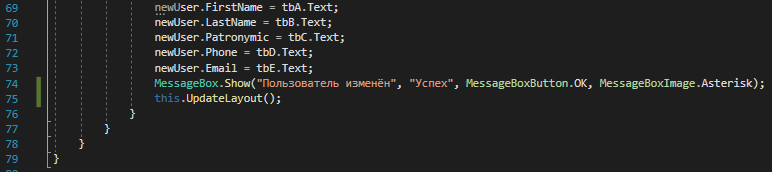 69 newUser.FirstName = tbA.Text;
70 newUser.LastName = tbB.Text;
71 newUser.Patronymic = tbC.Text;
72 newUser.Phone = tbD.Text;
73 newUser.Email = tbE.Text;
74 MessageBox.Show("Пользователь изменён", "Успех", MessageBoxButton.OK, MessageBoxImage.Asterisk);
75 this.UpdateLayout();
76 }
77 }
78 }
79 }